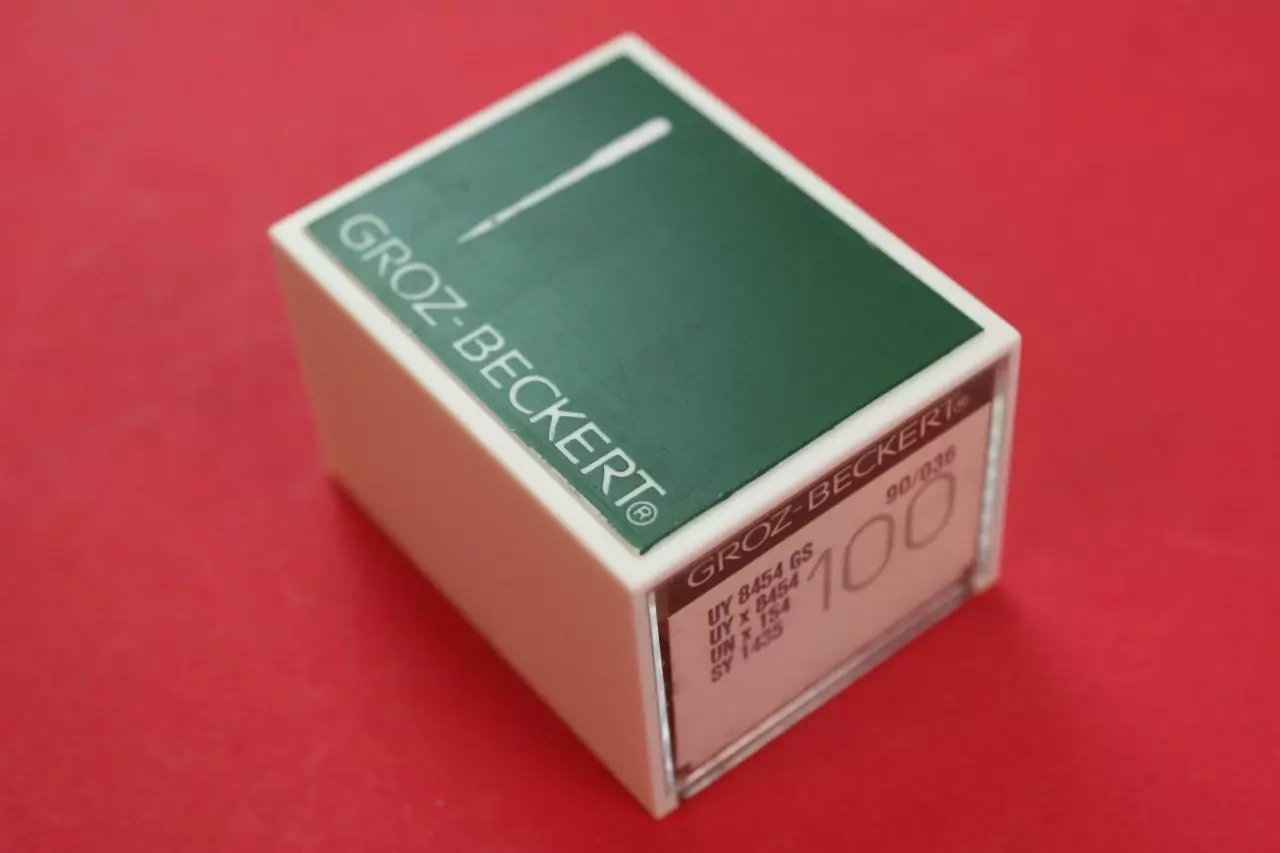 GROZ-BECKERT®
GROZ-BECKERT®
90/036
100
UY 8454 GS
UY x 8454
UN x 154
SY 1435